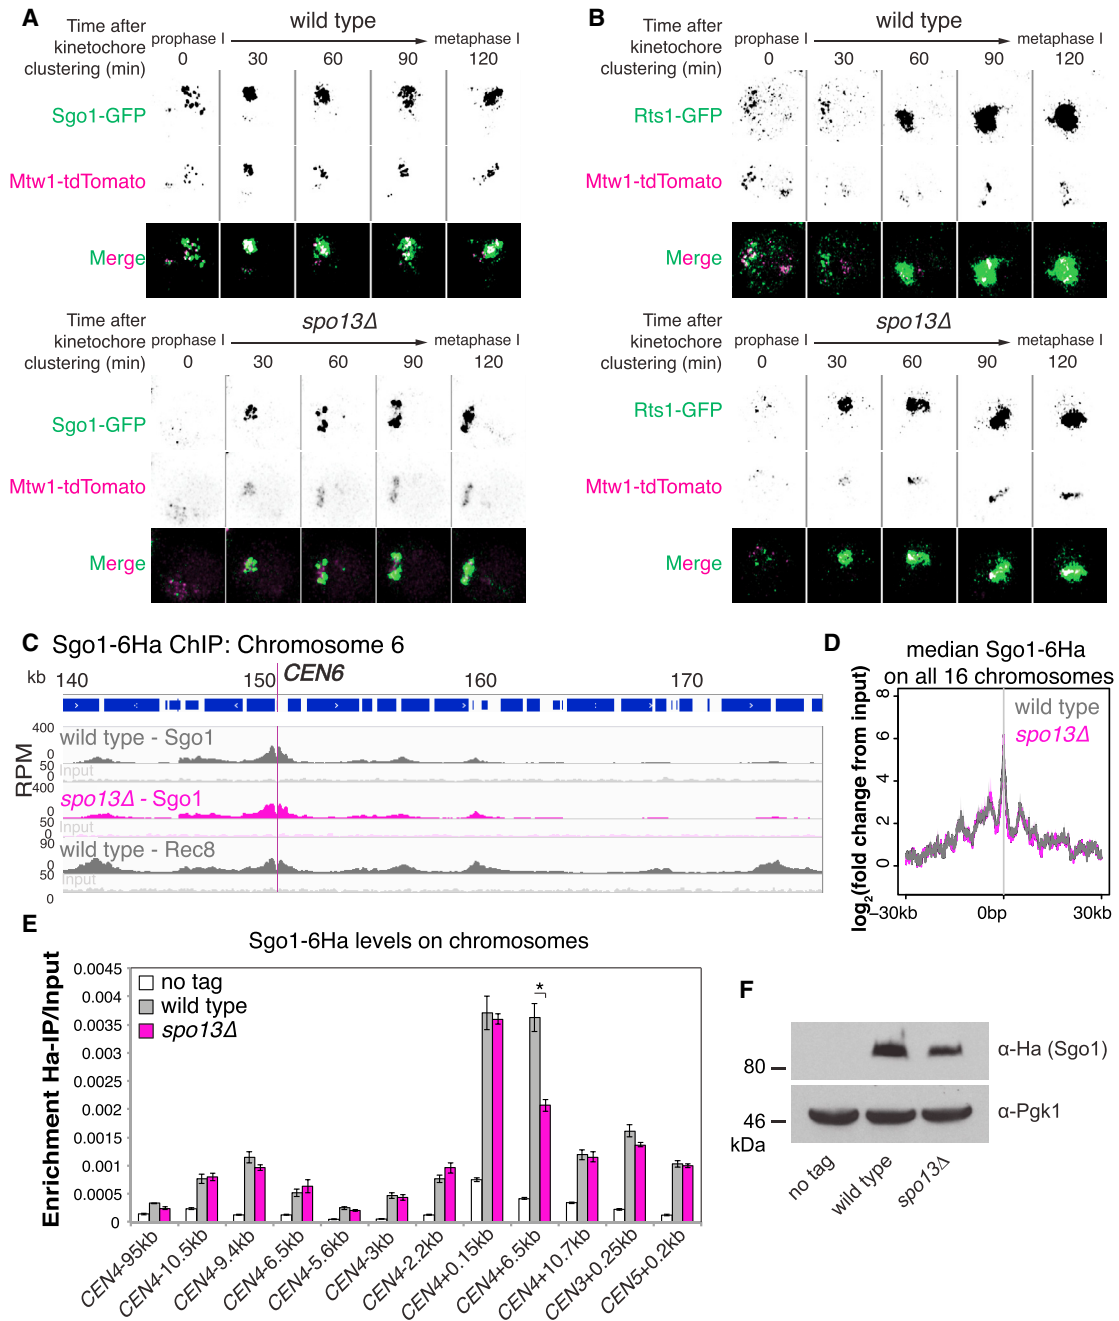 A
wild type
Time after
kinetochore
clustering (min)
prophase I
metaphase I
0 30 60 90 120
Sgo1-GFP
Mtw1-tdTomato
Merge
Time after
kinetochore
clustering (min)
spo13Δ
prophase I
metaphase I
0 30 60 90 120
Sgo1-GFP
Mtw1-tdTomato
Merge
B
wild type
Time after
kinetochore
clustering (min)
prophase I
metaphase I
0 30 60 90 120
Rts1-GFP
Mtw1-tdTomato
Merge
Time after
kinetochore
clustering (min)
spo13Δ
prophase I
metaphase I
0 30 60 90 120
Rts1-GFP
Mtw1-tdTomato
Merge
C Sgo1-6Ha ChIP: Chromosome 6
kb 140 150 CEN6 160 170
RPM
400
wild type - Sgo1
0
50
Input
0
400
spo13Δ - Sgo1
0
50
Input
0
90
wild type - Rec8
0
50
Input
0
D
median Sgo1-6Ha
on all 16 chromosomes
log2(fold change from input)
8
6
4
2
0
wild type
spo13Δ
–30kb 0bp 30kb
E
Sgo1-6Ha levels on chromosomes
Enrichment Ha-IP/Input
0.0045
0.004
0.0035
0.003
0.0025
0.002
0.0015
0.001
0.0005
0
no tag
wild type
spo13Δ
*
CEN4-95kb
CEN4-10.5kb
CEN4-9.4kb
CEN4-6.5kb
CEN4-5.6kb
CEN4-3kb
CEN4-2.2kb
CEN4+0.15kb
CEN4+6.5kb
CEN4+10.7kb
CEN3+0.25kb
CEN5+0.2kb
F
80
α-Ha (Sgo1)
46
α-Pgk1
kDa
no tag
wild type
spo13Δ